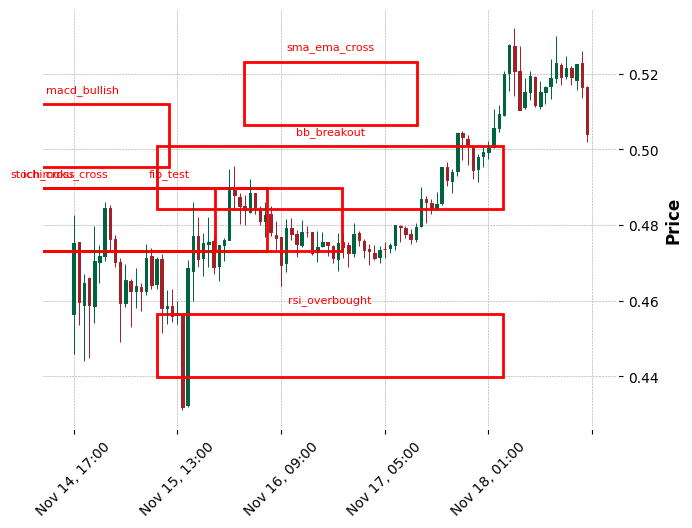 sma_ema_cross
macd_bullish
bb_breakout
fib_test
rsi_overbought
0.52
0.50
0.48
0.46
0.44
Price
Nov 14, 17:00
Nov 15, 13:00
Nov 16, 09:00
Nov 17, 05:00
Nov 18, 01:00